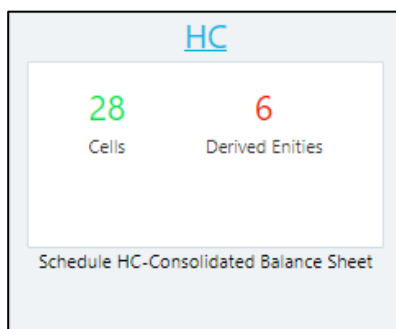 HC
28 6
Cells Derived Enities
Schedule HC-Consolidated Balance Sheet